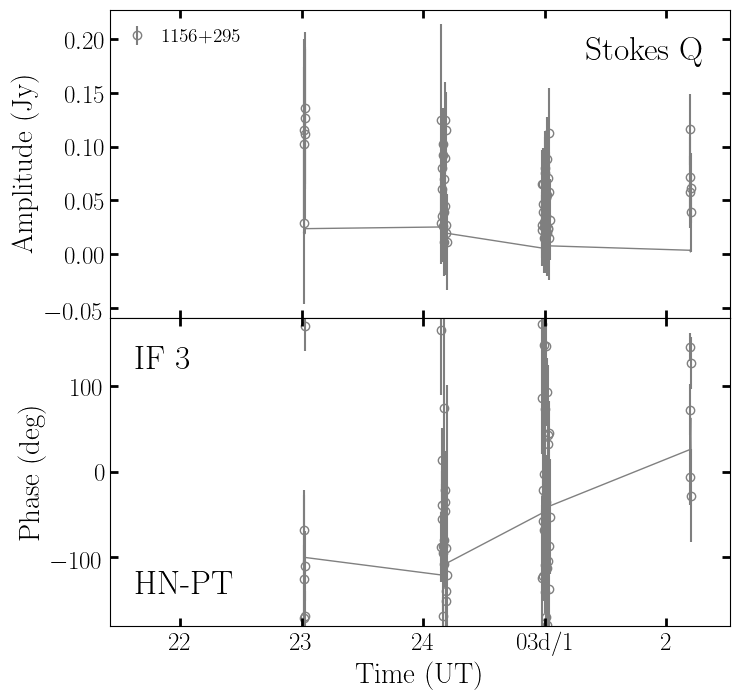 0.20
0.15
0.10
0.05
0.00
−0.05
Amplitude (Jy)
1156+295
Stokes Q
100
0
−100
Phase (deg)
IF 3
HN-PT
22
23
24
03d/1
2
Time (UT)